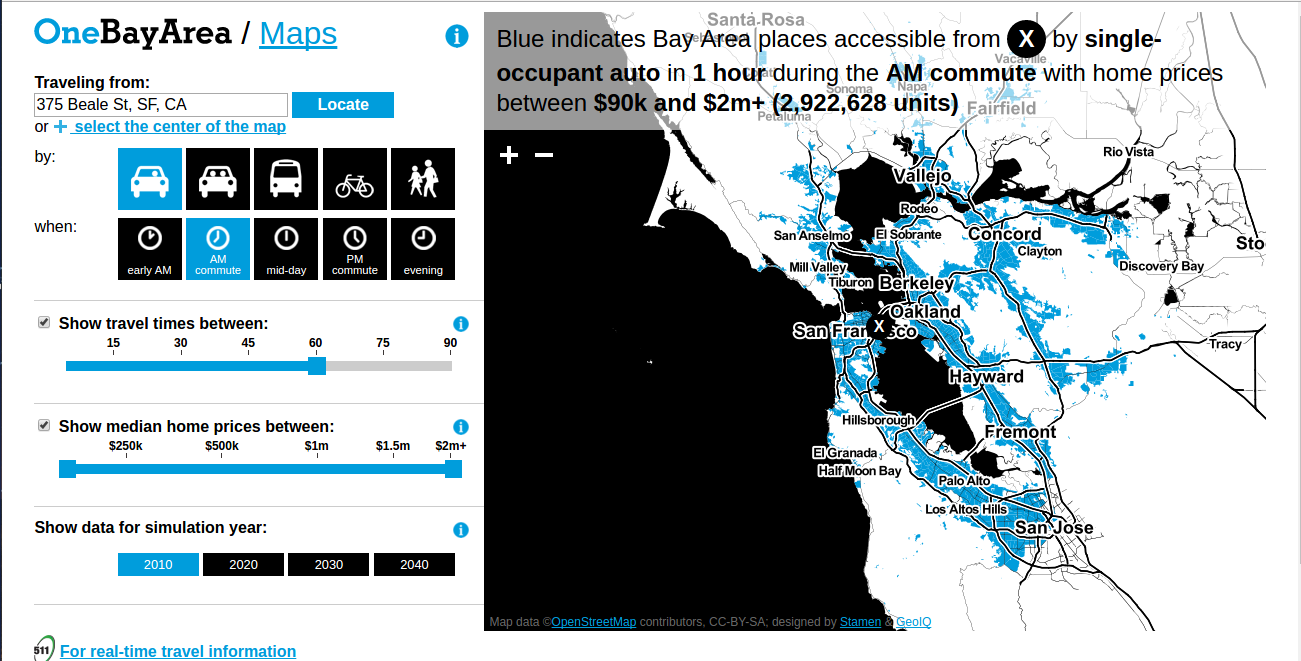 OneBayArea / Maps
i
Traveling from:
375 Beale St, SF, CA
Locate
or + select the center of the map
by:
when:
early AM
AM
commute
mid-day
PM
commute
evening
Show travel times between:
i
15 30 45 60 75 90
Show median home prices between:
i
$250k $500k $1m $1.5m $2m+
Show data for simulation year:
i
2010 2020 2030 2040
511 For real-time travel information
Blue indicates Bay Area places accessible from X by single-
occupant auto in 1 hour during the AM commute with home prices
between $90k and $2m+ (2,922,628 units)
+ −
Santa Rosa
Vacaville
Sonoma
Napa
Petaluma
Fairfield
Rio Vista
Vallejo
Rodeo
San Anselmo
El Sobrante
Concord
Sto
Clayton
Mill Valley
Discovery Bay
Tiburon
Berkeley
Oakland
X
San Fran sco
Tracy
Hayward
Hillsborough
Fremont
El Granada
Half Moon Bay
Palo Alto
Los Altos Hills
San Jose
Map data ©OpenStreetMap contributors, CC-BY-SA; designed by Stamen & GeoIQ